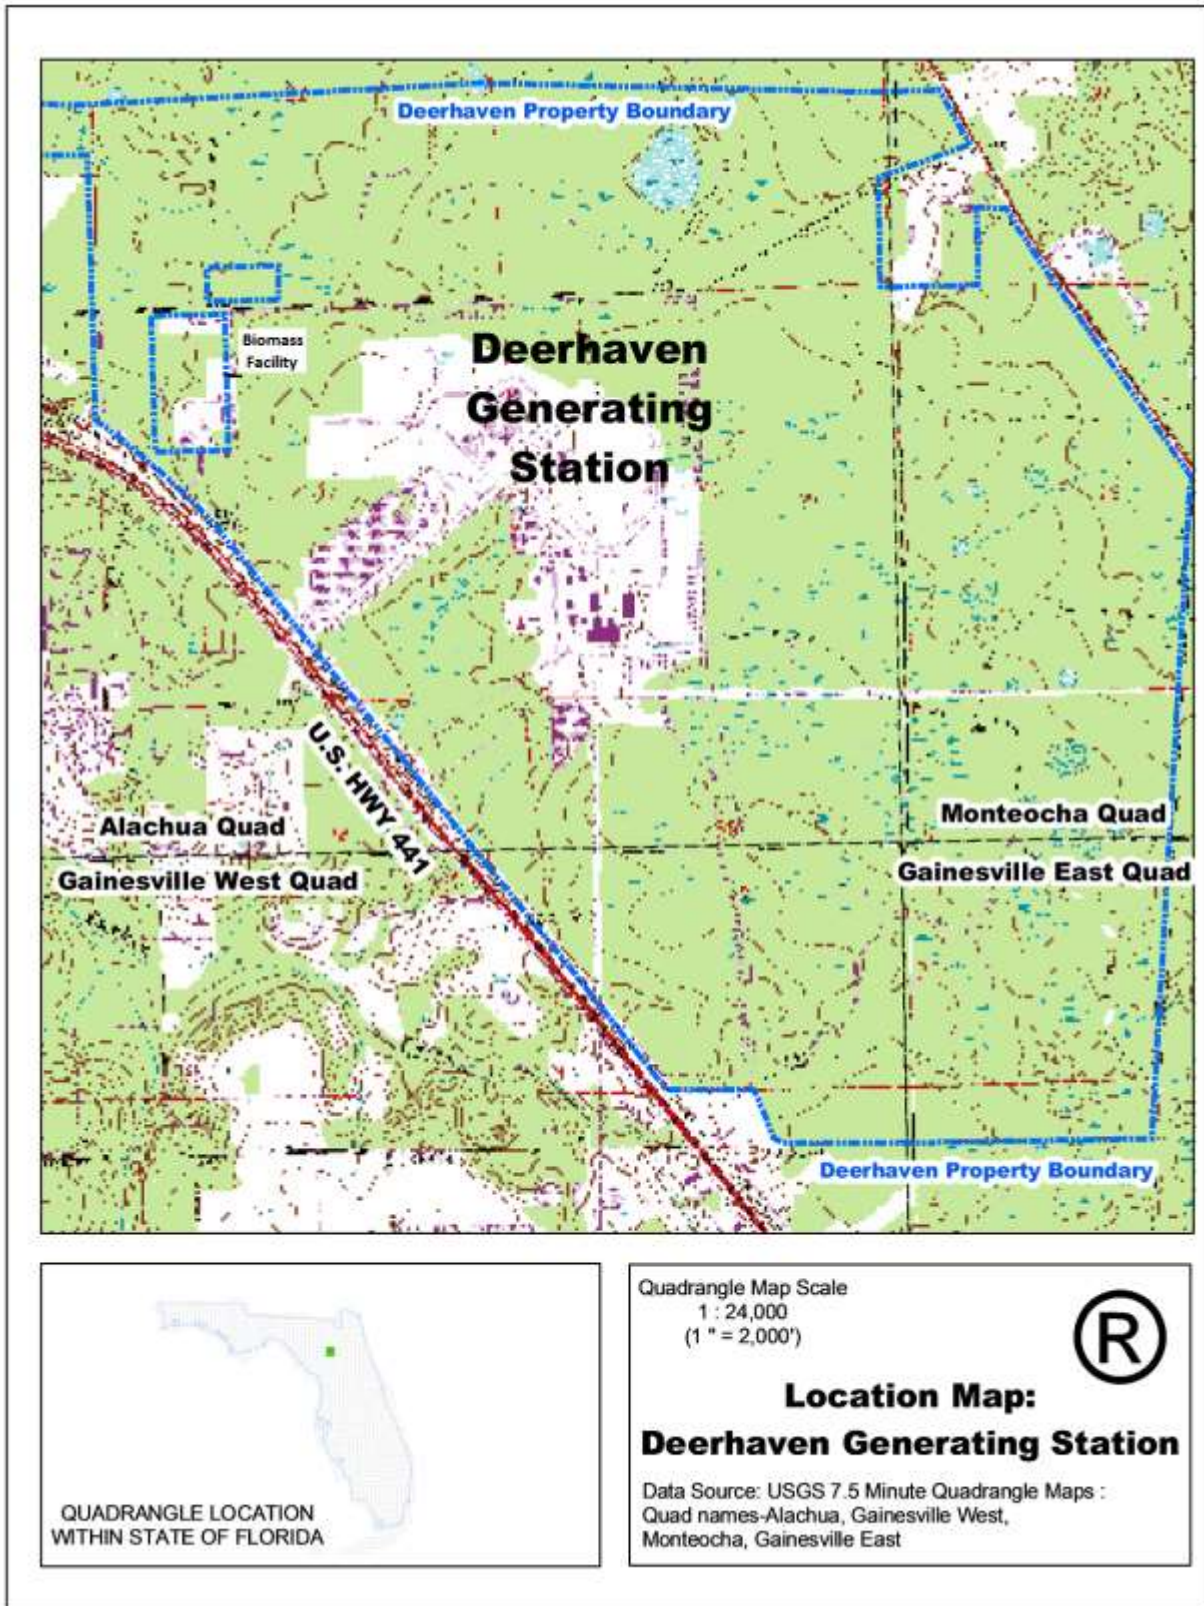 Deerhaven Property Boundary
Biomass
Facility
Deerhaven
Generating
Station
U.S. HWY 441
Alachua Quad
Monteocha Quad
Gainesville West Quad
Gainesville East Quad
Deerhaven Property Boundary
QUADRANGLE LOCATION
WITHIN STATE OF FLORIDA
Quadrangle Map Scale
1 : 24,000
(1 " = 2,000')
®
Location Map:
Deerhaven Generating Station
Data Source: USGS 7.5 Minute Quadrangle Maps :
Quad names-Alachua, Gainesville West,
Monteocha, Gainesville East